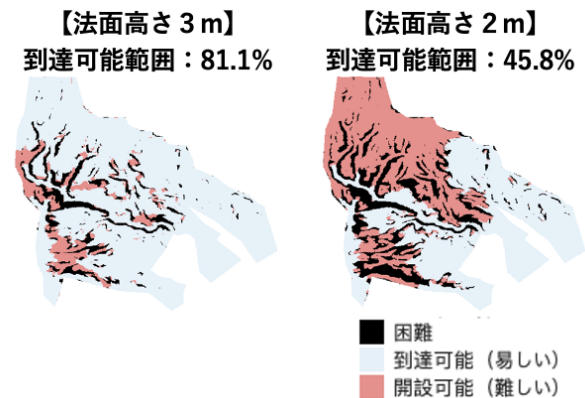 【法面高さ３ｍ】
到達可能範囲：81.1%
【法面高さ２ｍ】
到達可能範囲：45.8%
困難
到達可能（易しい）
開設可能（難しい）